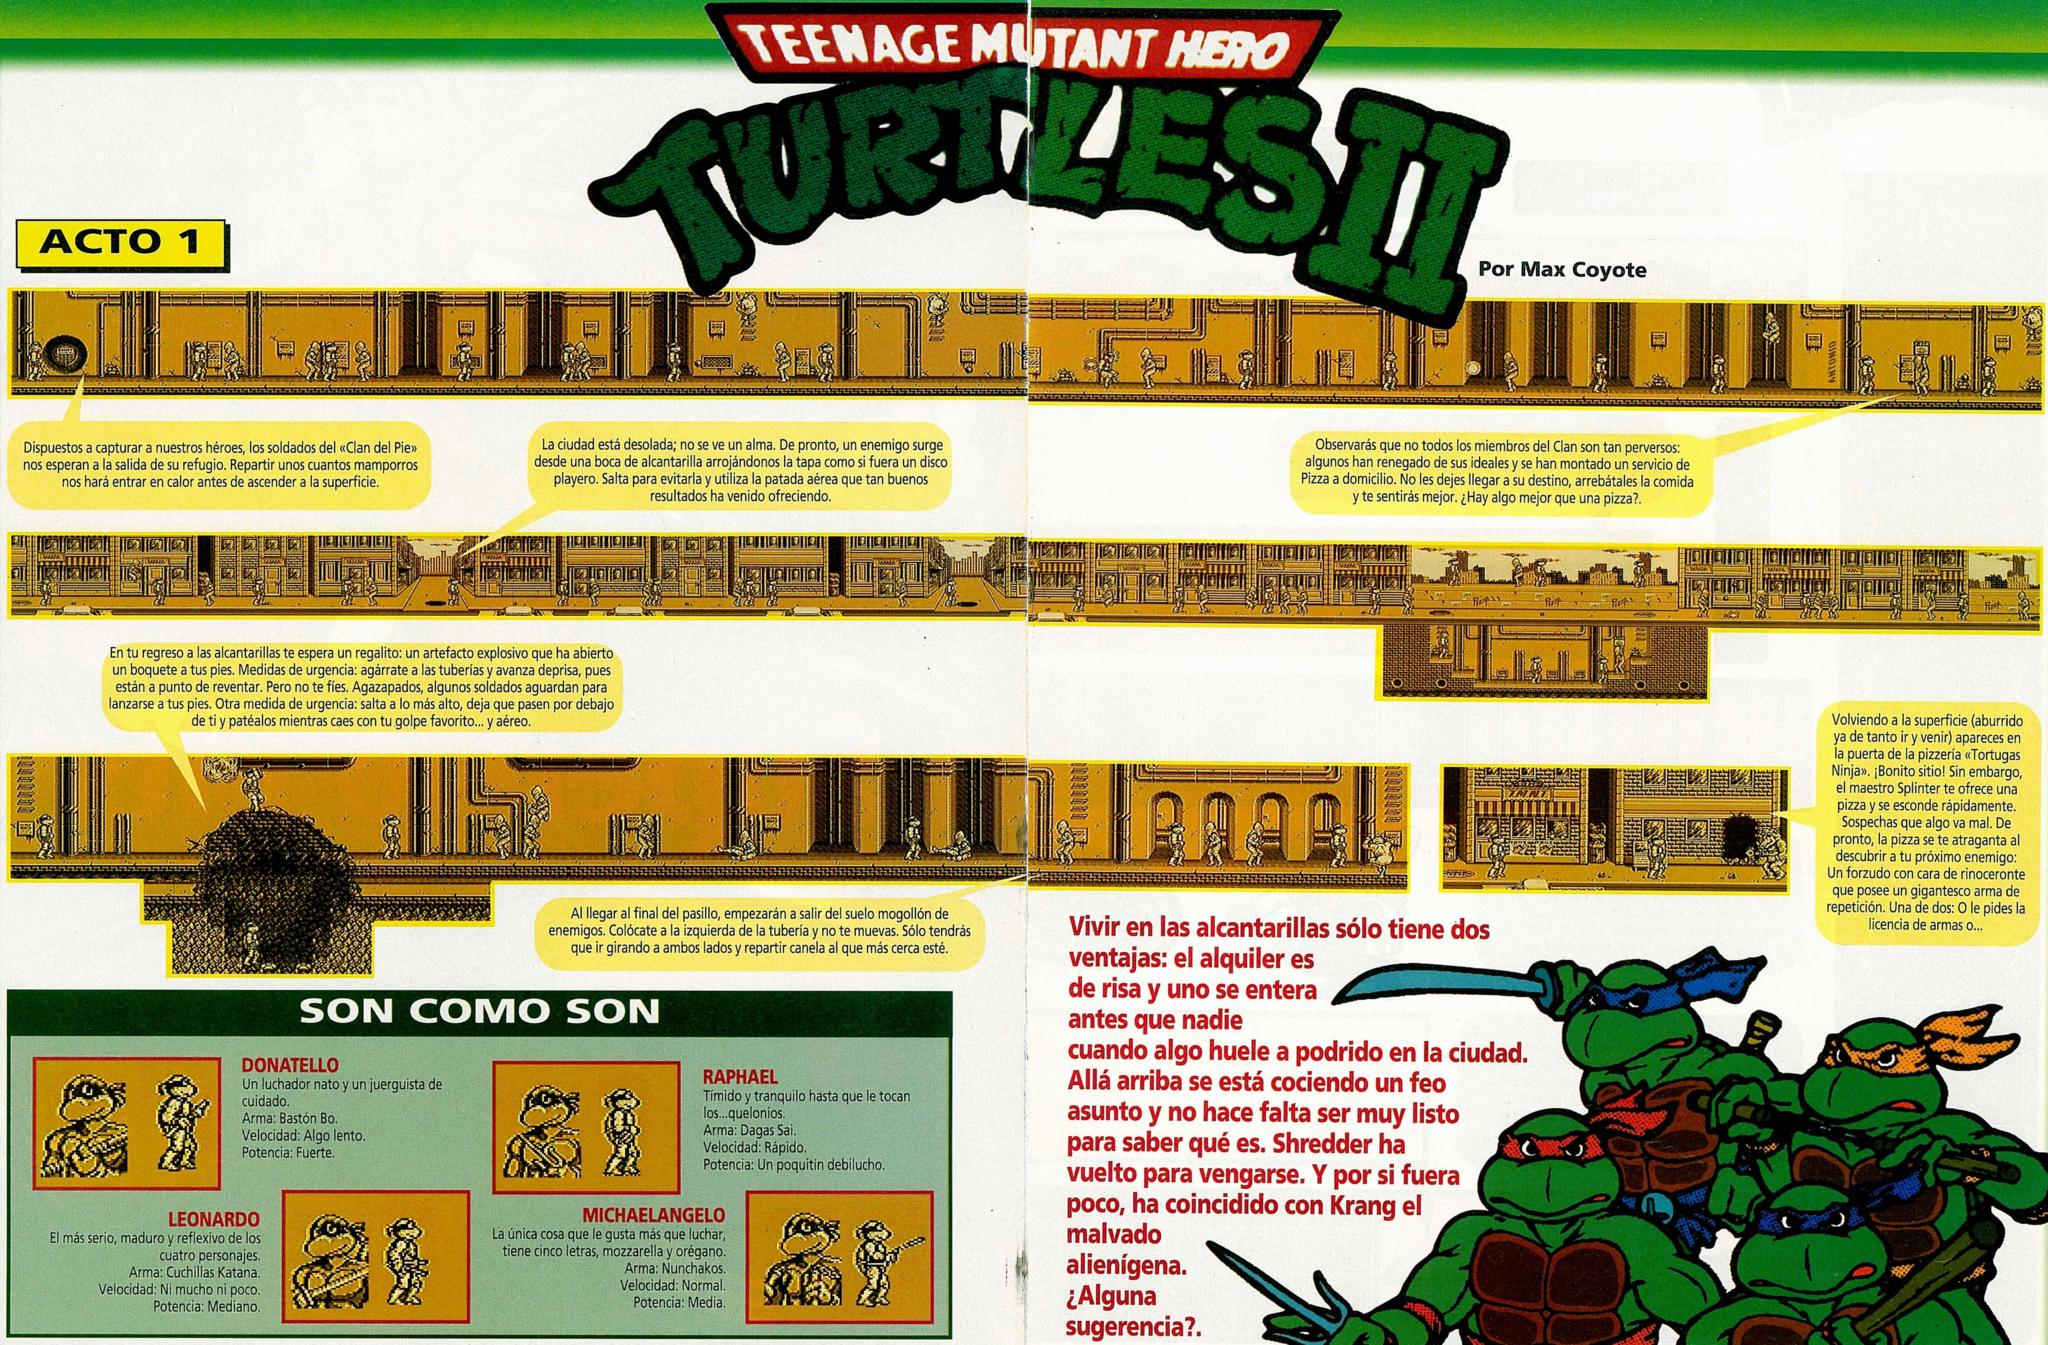 TEENAGE MUTANT HERO
TURTLES II
ACTO 1
Por Max Coyote
Dispuestos a capturar a nuestros héroes, los soldados del «Clan del Pie»
nos esperan a la salida de su refugio. Repartir unos cuantos mamporros
nos hará entrar en calor antes de ascender a la superficie.
La ciudad está desolada; no se ve un alma. De pronto, un enemigo surge
desde una boca de alcantarilla arrojándonos la tapa como si fuera un disco
playero. Salta para evitarla y utiliza la patada aérea que tan buenos
resultados ha venido ofreciendo.
Observarás que no todos los miembros del Clan son tan perversos:
algunos han renegado de sus ideales y se han montado un servicio de
Pizza a domicilio. No les dejes llegar a su destino, arrebátales la comida
y te sentirás mejor. ¿Hay algo mejor que una pizza?.
ANTONIO
En tu regreso a las alcantarillas te espera un regalito: un artefacto explosivo que ha abierto
un boquete a tus pies. Medidas de urgencia: agárrate a las tuberías y avanza deprisa, pues
están a punto de reventar. Pero no te fíes. Agazapados, algunos soldados aguardan para
lanzarse a tus pies. Otra medida de urgencia: salta a lo más alto, deja que pasen por debajo
de ti y patéalos mientras caes con tu golpe favorito... y aéreo.
Al llegar al final del pasillo, empezarán a salir del suelo mogollón de
enemigos. Colócate a la izquierda de la tubería y no te muevas. Sólo tendrás
que ir girando a ambos lados y repartir canela al que más cerca esté.
Volviendo a la superficie (aburrido
ya de tanto ir y venir) apareces en
la puerta de la pizzería «Tortugas
Ninja». ¡Bonito sitio! Sin embargo,
el maestro Splinter te ofrece una
pizza y se esconde rápidamente.
Sospechas que algo va mal. De
pronto, la pizza se te atraganta al
descubrir a tu próximo enemigo:
Un forzudo con cara de rinoceronte
que posee un gigantesco arma de
repetición. Una de dos: O le pides la
licencia de armas o...
SON COMO SON
DONATELLO
Un luchador nato y un juerguista de
cuidado.
Arma: Bastón Bo.
Velocidad: Algo lento.
Potencia: Fuerte.
RAPHAEL
Tímido y tranquilo hasta que le tocan
los...quelonios.
Arma: Dagas Sai.
Velocidad: Rápido.
Potencia: Un poquitín debilucho.
LEONARDO
El más serio, maduro y reflexivo de los
cuatro personajes.
Arma: Cuchillas Katana.
Velocidad: Ni mucho ni poco.
Potencia: Mediano.
MICHAELANGELO
La única cosa que le gusta más que luchar,
tiene cinco letras, mozzarella y orégano.
Arma: Nunchakos.
Velocidad: Normal.
Potencia: Media.
Vivir en las alcantarillas sólo tiene dos
ventajas: el alquiler es
de risa y uno se entera
antes que nadie
cuando algo huele a podrido en la ciudad.
Allá arriba se está cociendo un feo
asunto y no hace falta ser muy listo
para saber qué es. Shredder ha
vuelto para vengarse. Y por si fuera
poco, ha coincidido con Krang el
malvado
alienígena.
¿Alguna
sugerencia?.